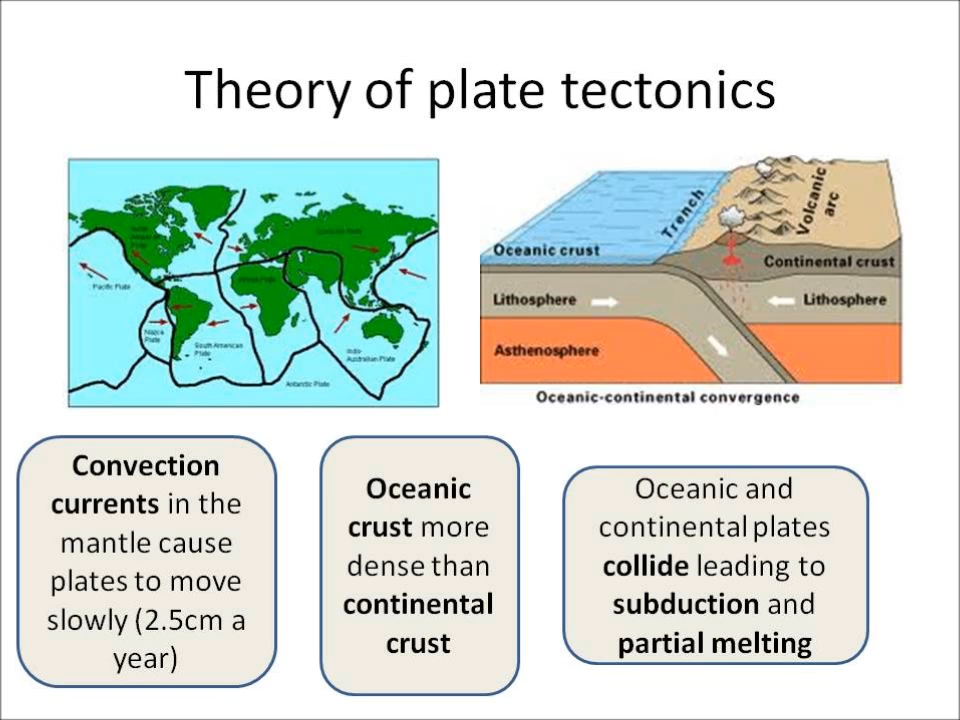 Theory of plate tectonics
Pacific Plate
Nazca
Plate
South American
Plate
Indo-
Australian Plate
Antarctic Plate
Trench
Volcanic
arc
Oceanic crust
Continental crust
Lithosphere
Lithosphere
Asthenosphere
Oceanic-continental convergence
Convection
currents in the
mantle cause
plates to move
slowly (2.5cm a
year)
Oceanic
crust more
dense than
continental
crust
Oceanic and
continental plates
collide leading to
subduction and
partial melting